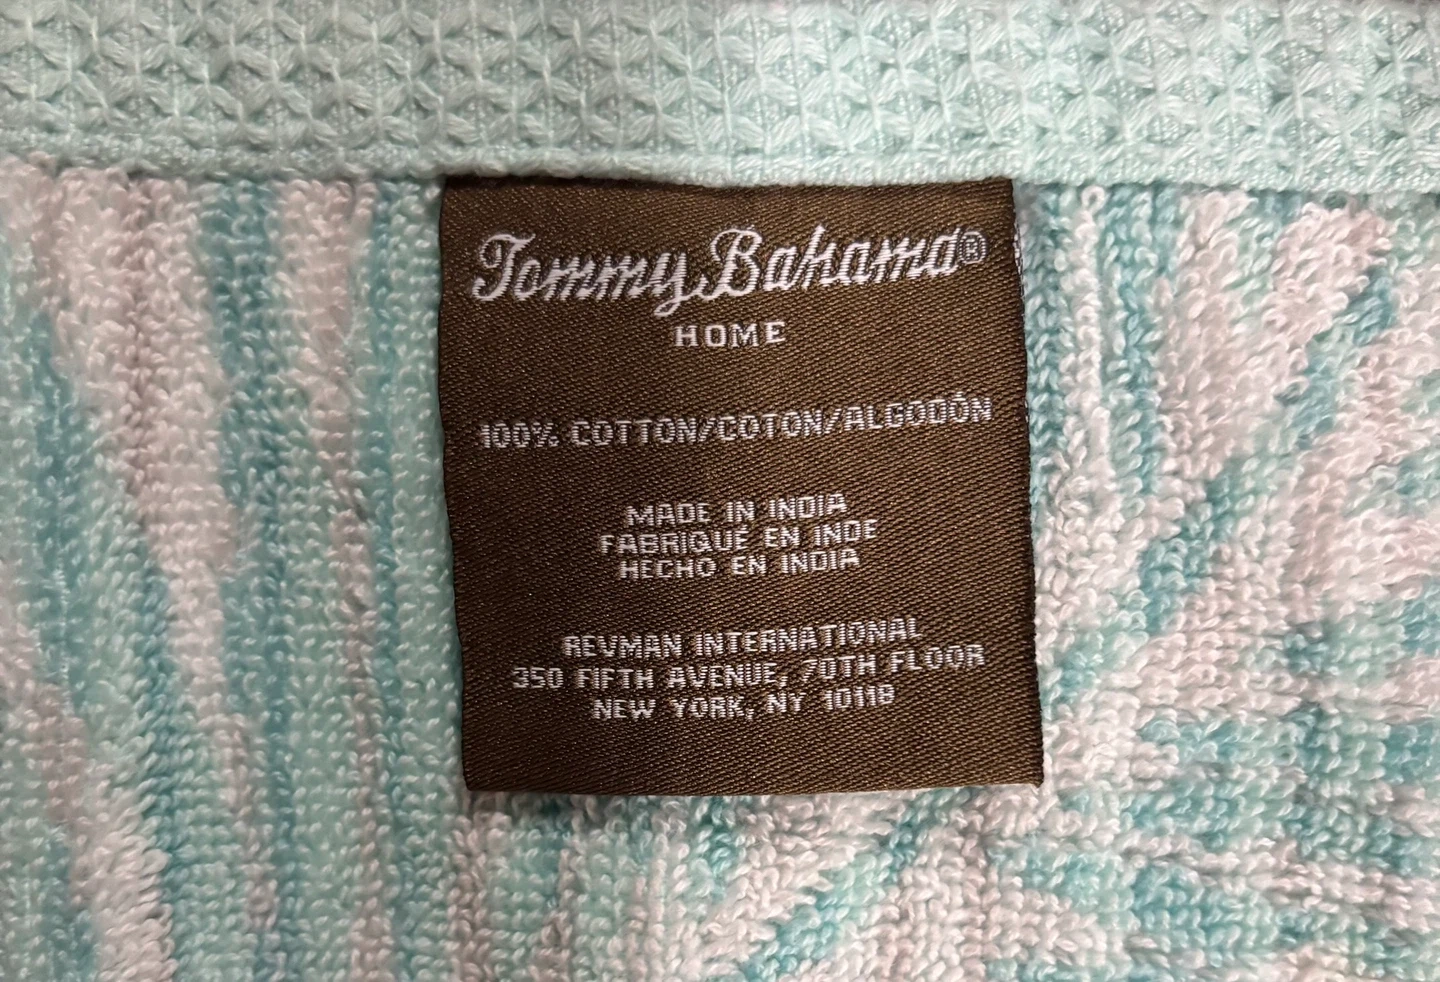 Tommy Bahama®
HOME
100% COTTON/COTON/ALGODÓN
MADE IN INDIA
FABRIQUE EN INDE
HECHO EN INDIA
REVMAN INTERNATIONAL
350 FIFTH AVENUE, 70TH FLOOR
NEW YORK, NY 10118